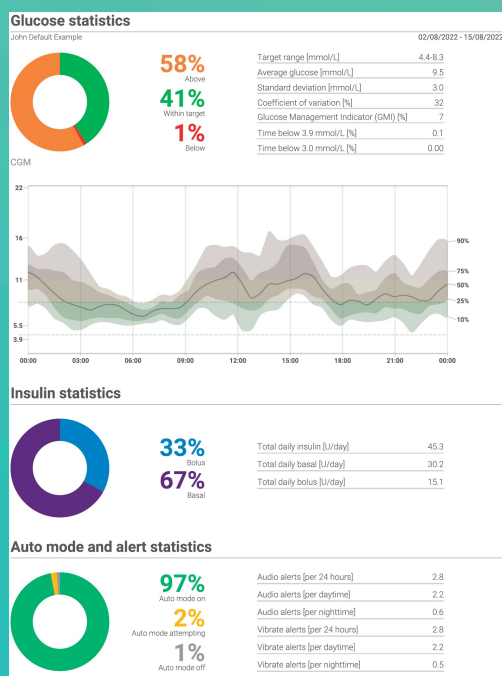 Glucose statistics
John Default Example 02/08/2022 - 15/08/2022
58%
Above
41%
Within target
1%
Below
Target range [mmol/L] 4.4-8.3
Average glucose [mmol/L] 9.5
Standard deviation [mmol/L] 3.0
Coefficient of variation [%] 32
Glucose Management Indicator (GMI) [%] 7
Time below 3.9 mmol/L [%] 0.1
Time below 3.0 mmol/L [%] 0.00
CGM
22
16
11
5.5
3.9
90%
75%
50%
25%
10%
00:00 03:00 06:00 09:00 12:00 15:00 18:00 21:00 00:00
Insulin statistics
33%
Bolus
67%
Basal
Total daily insulin [U/day] 45.3
Total daily basal [U/day] 30.2
Total daily bolus [U/day] 15.1
Auto mode and alert statistics
97%
Auto mode on
2%
Auto mode attempting
1%
Auto mode off
Audio alerts [per 24 hours] 2.8
Audio alerts [per daytime] 2.2
Audio alerts [per nighttime] 0.6
Vibrate alerts [per 24 hours] 2.8
Vibrate alerts [per daytime] 2.2
Vibrate alerts [per nighttime] 0.5